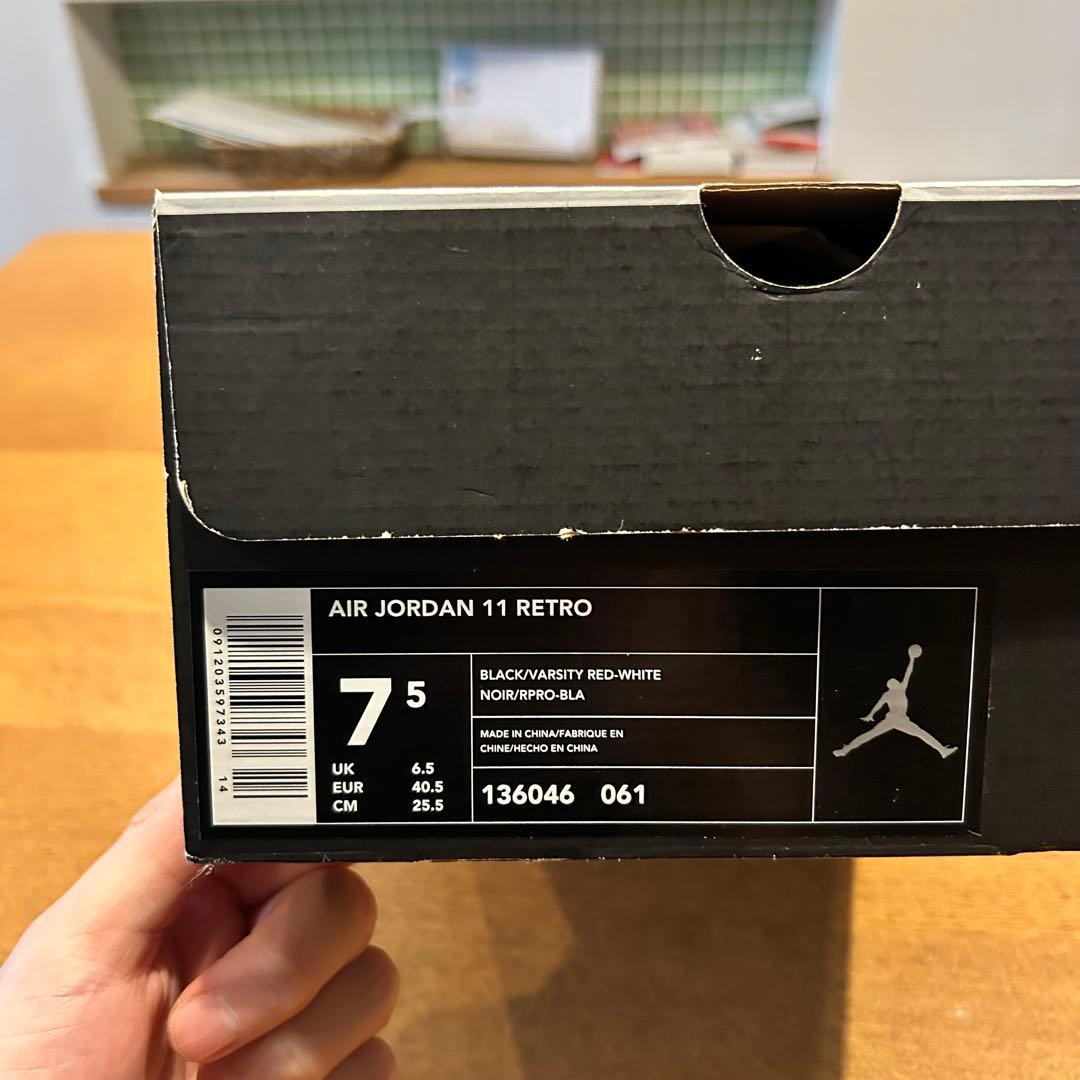 AIR JORDAN 11 RETRO
7 5
UK 6.5
EUR 40.5
CM 25.5
BLACK/VARSITY RED-WHITE
NOIR/RPRO-BLA
MADE IN CHINA/FABRIQUE EN
CHINE/HECHO EN CHINA
136046 061
091203597343 14